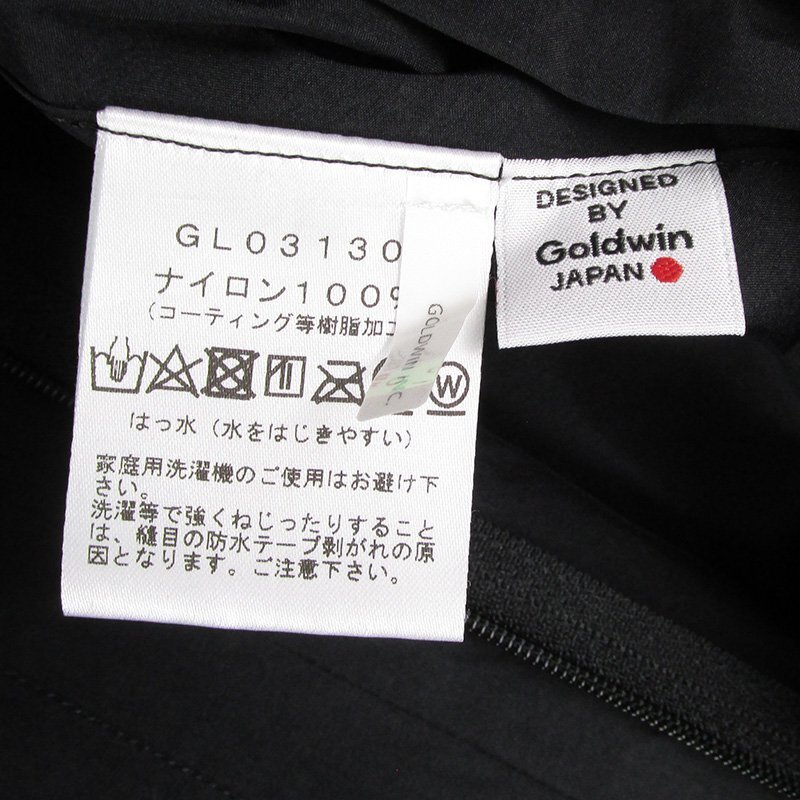 GL03130
ナイロン100%
(コーティング等樹脂加工
はっ水（水をはじきやすい）
家庭用洗濯機のご使用はお避け下
さい。
洗濯等で強くねじったりすること
は、縫目の防水テープ剥がれの原
因となります。ご注意下さい。
GOLDWIN INC.
W
DESIGNED
BY
Goldwin
JAPAN